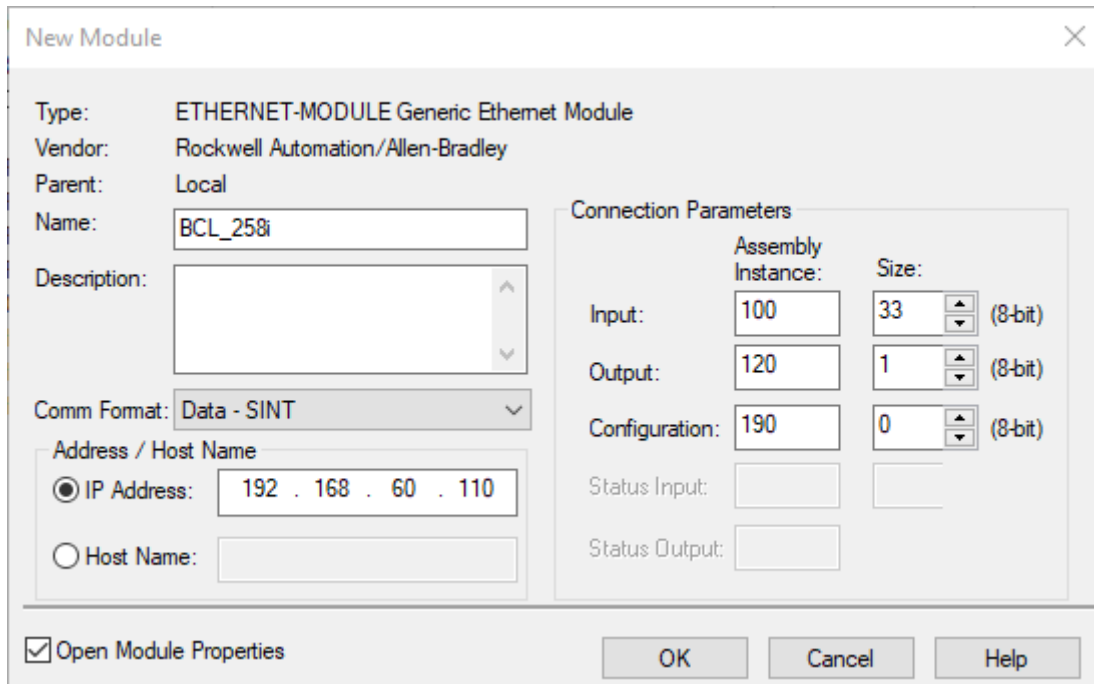 New Module
Type: ETHERNET-MODULE Generic Ethernet Module
Vendor: Rockwell Automation/Allen-Bradley
Parent: Local
Name: BCL_258i
Description:
Comm Format: Data - SINT
Address / Host Name
IP Address: 192 . 168 . 60 . 110
Host Name:
Connection Parameters
Assembly
Instance: Size:
Input: 100 33 (8-bit)
Output: 120 1 (8-bit)
Configuration: 190 0 (8-bit)
Status Input:
Status Output:
Open Module Properties
OK Cancel Help